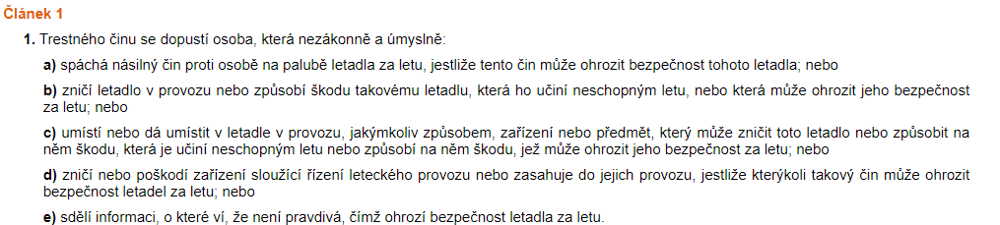 Článek 1
1. Trestného činu se dopustí osoba, která nezákonně a úmyslně:
a) spáchá násilný čin proti osobě na palubě letadla za letu, jestliže tento čin může ohrozit bezpečnost tohoto letadla; nebo
b) zničí letadlo v provozu nebo způsobí škodu takovému letadlu, která ho učiní neschopným letu, nebo která může ohrozit jeho bezpečnost
za letu; nebo
c) umístí nebo dá umístit v letadle v provozu, jakýmkoliv způsobem, zařízení nebo předmět, který může zničit toto letadlo nebo způsobit na
něm škodu, která je učiní neschopným letu nebo způsobí na něm škodu, jež může ohrozit jeho bezpečnost za letu; nebo
d) zničí nebo poškodí zařízení sloužící řízení leteckého provozu nebo zasahuje do jejich provozu, jestliže kterýkoli takový čin může ohrozit
bezpečnost letadel za letu; nebo
e) sdělí informaci, o které ví, že není pravdivá, čímž ohrozí bezpečnost letadla za letu.